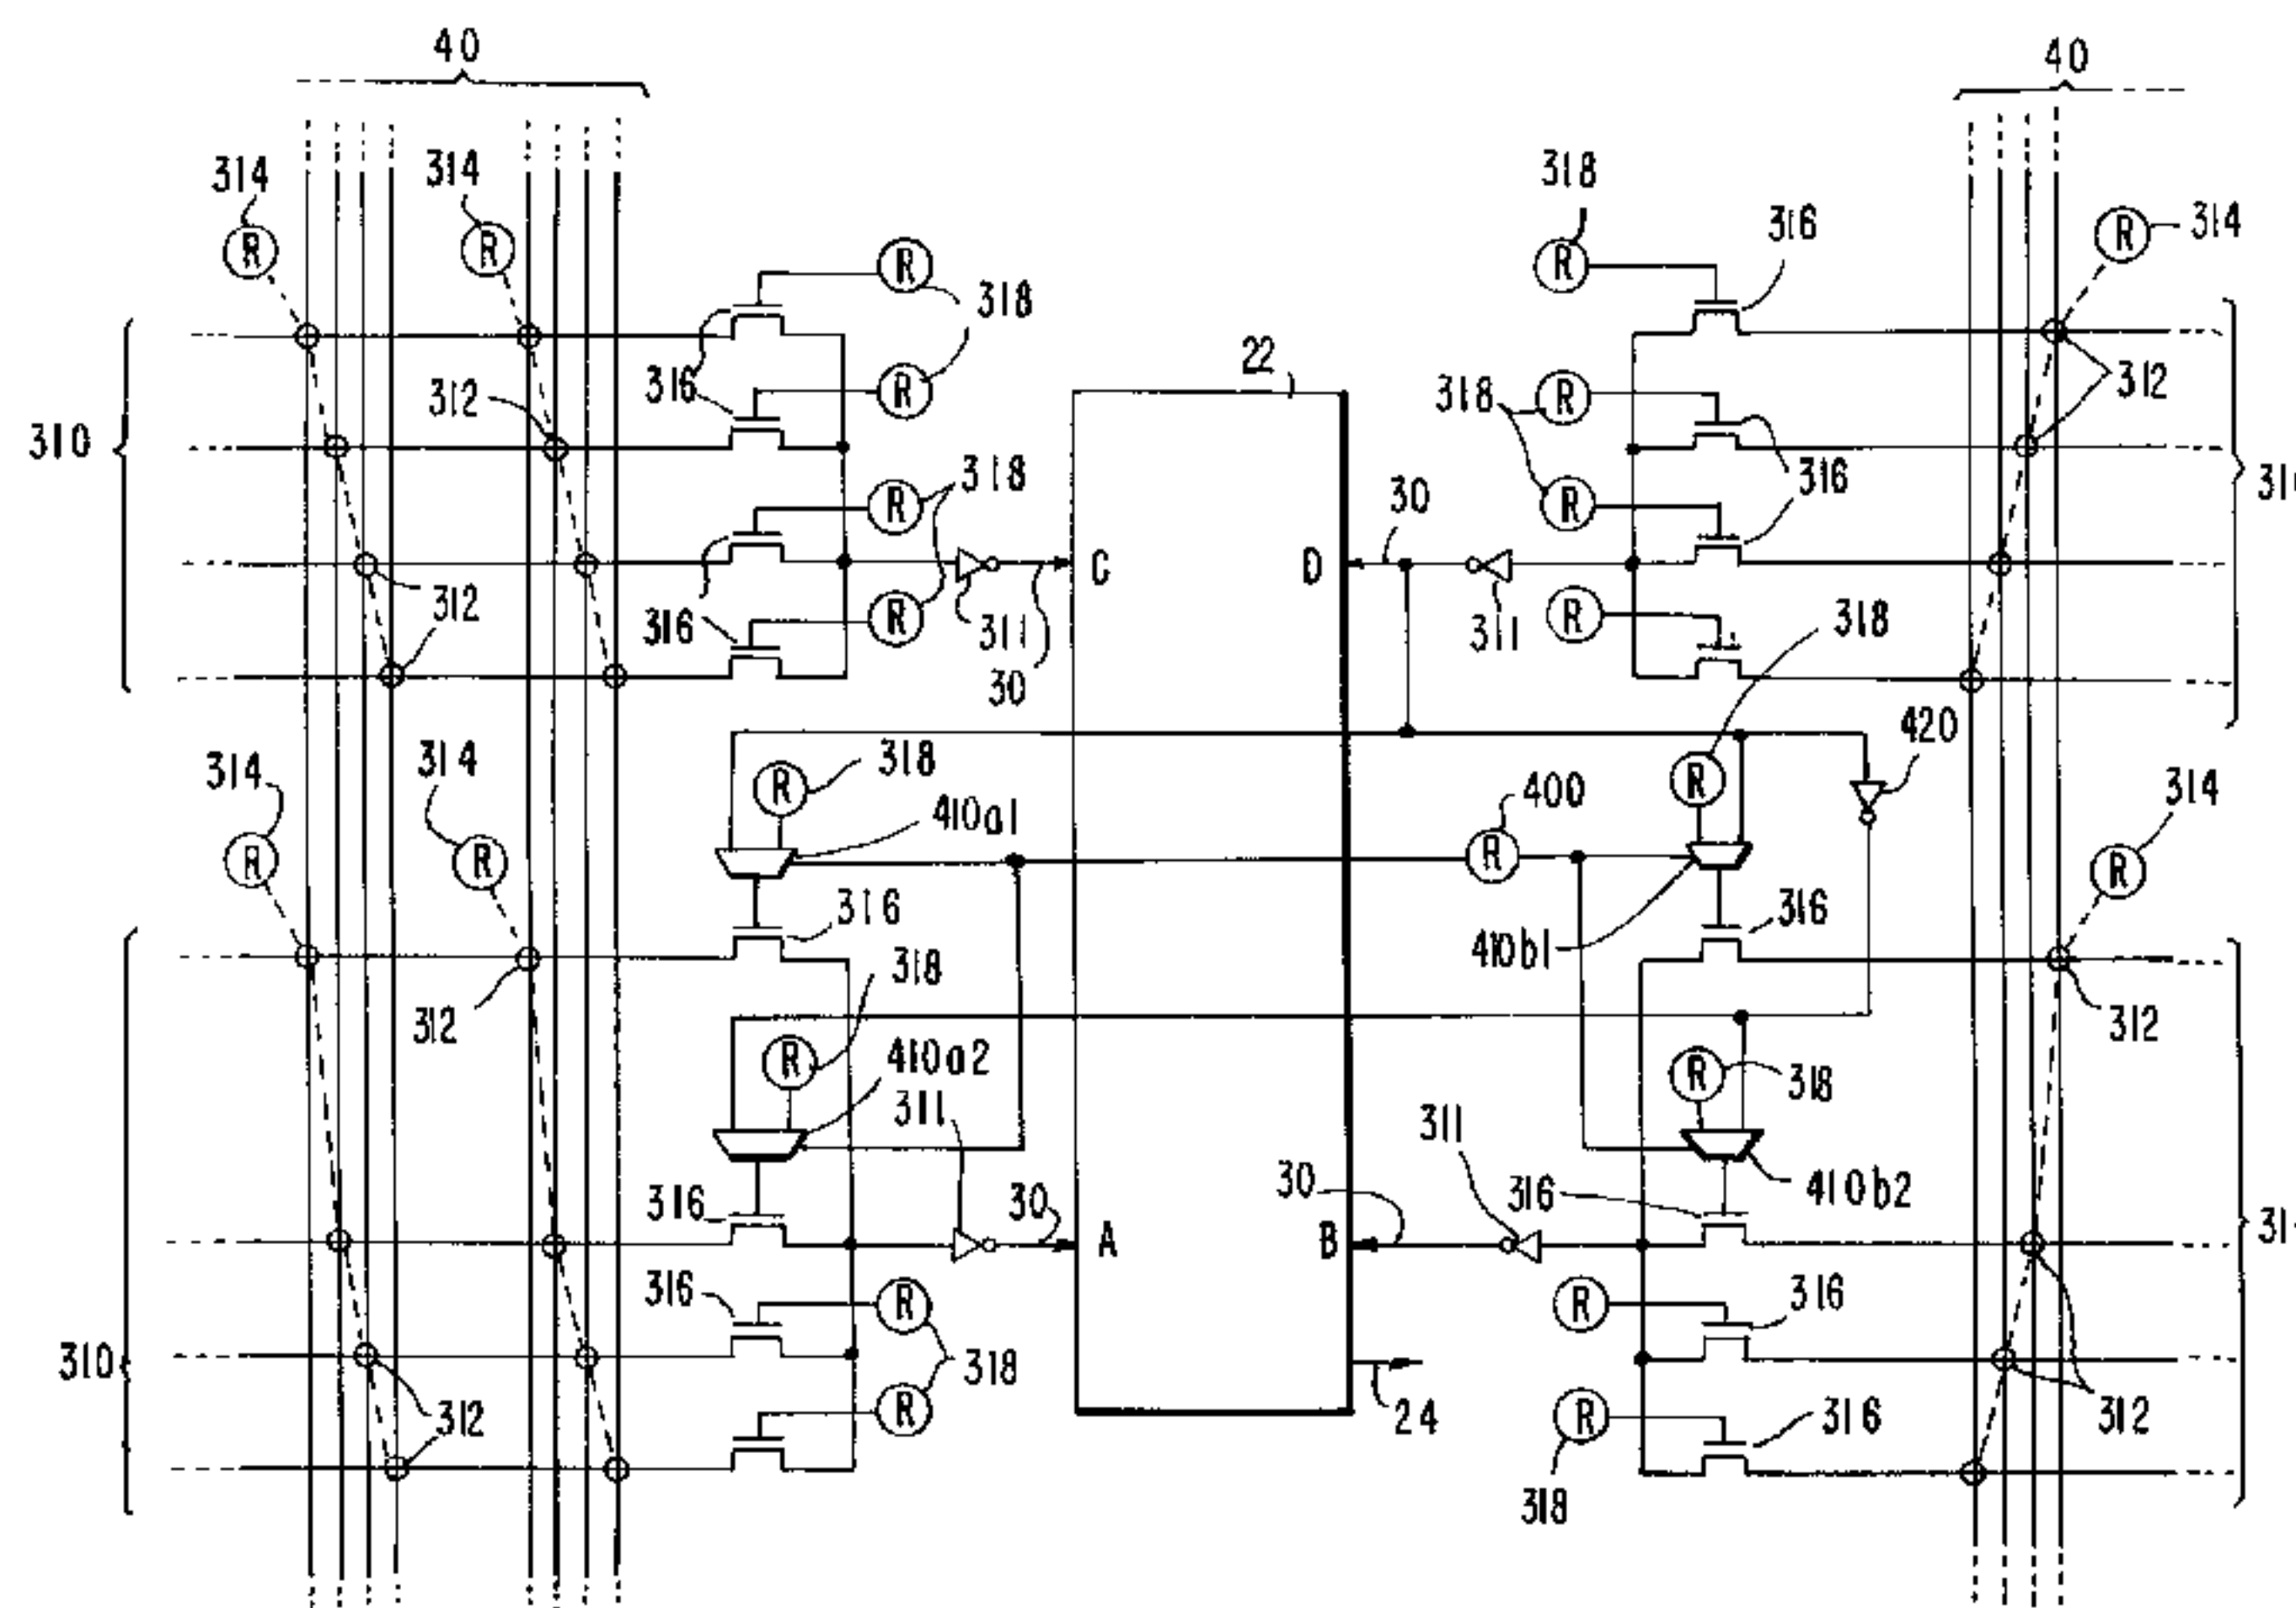 40 40
314 314 318 316 314
R R R R R
318
22
316 R 318 R 312
310 312
318 316 310
R 30 R
C D
312 R 311 R 311 318
316 30
420
314 314 318 R R 400 314
410a1
R R R R
316 316
410b1
312 318 312
R 410a2 R 318
311 311
410b2
316 30 30 316
A B
316 R R 316
310 318
312 R 24 R 316 312
318